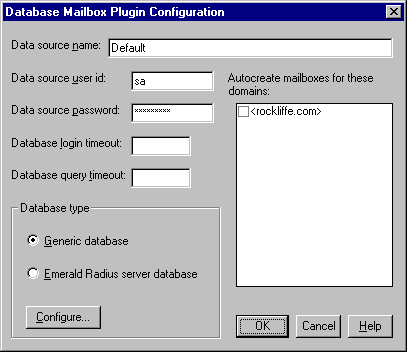 Database Mailbox Plugin Configuration
Data source name: Default
Data source user id: sa
Autocreate mailboxes for these
domains:
Data source password: *********
<rockliffe.com>
Database login timeout:
Database query timeout:
Database type
Generic database
Emerald Radius server database
Configure...
OK Cancel Help